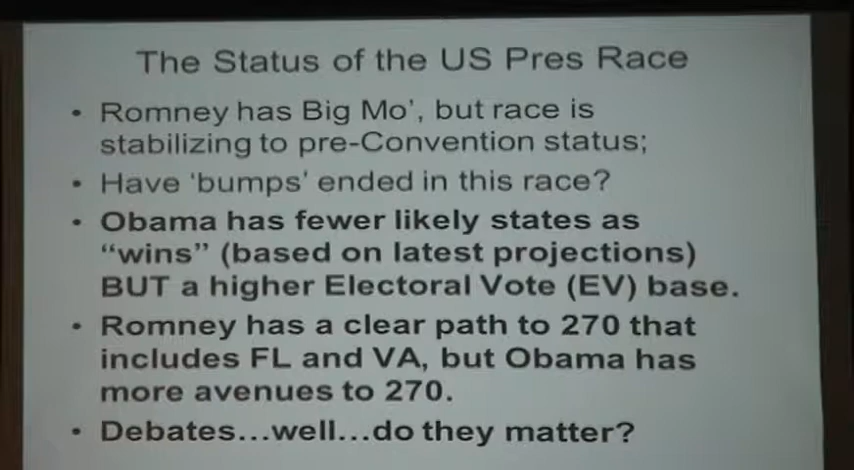 The Status of the US Pres Race
• Romney has Big Mo', but race is
stabilizing to pre-Convention status;
• Have 'bumps' ended in this race?
• Obama has fewer likely states as
“wins” (based on latest projections)
BUT a higher Electoral Vote (EV) base.
• Romney has a clear path to 270 that
includes FL and VA, but Obama has
more avenues to 270.
• Debates...well...do they matter?